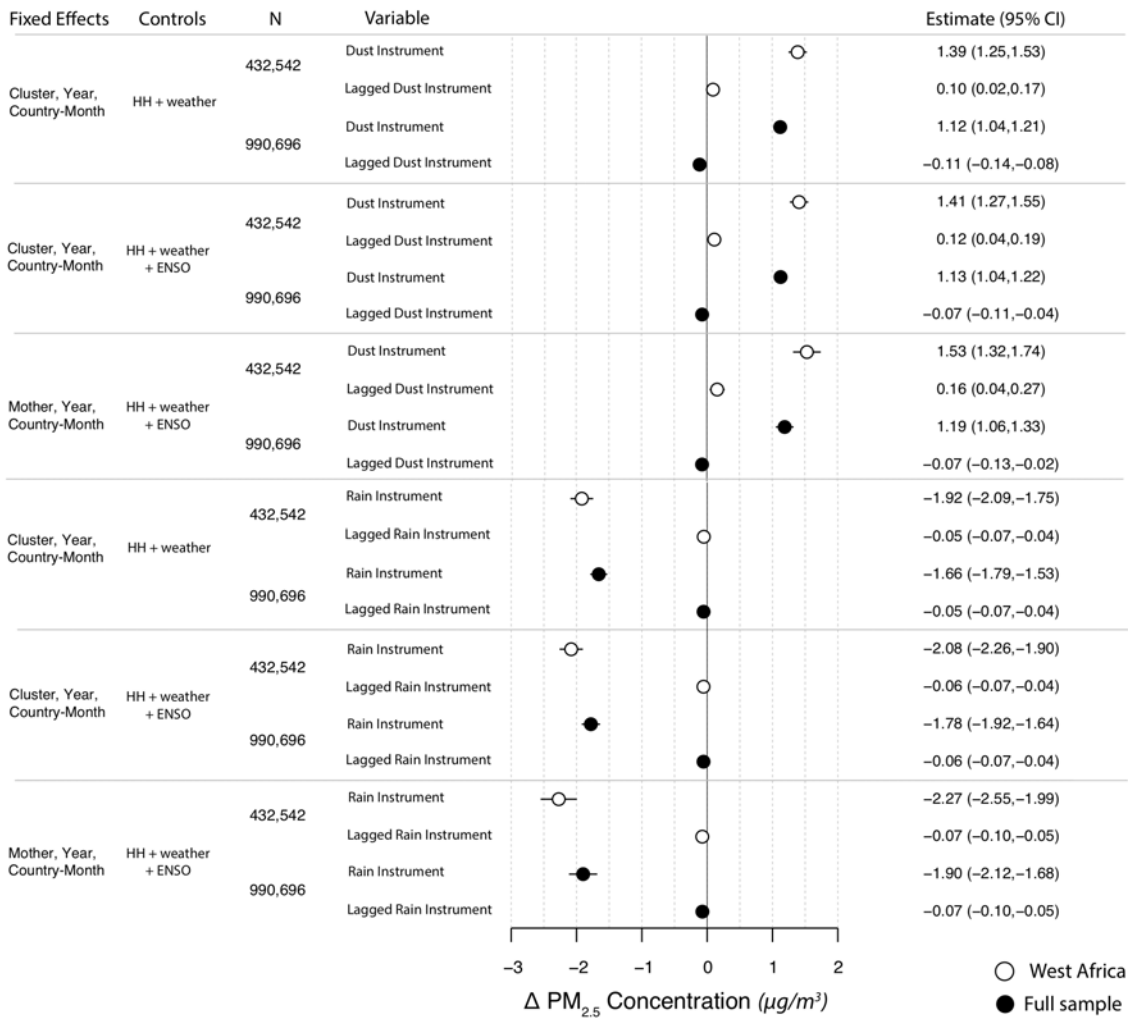 Fixed Effects Controls N Variable Estimate (95% CI)
Dust Instrument 1.39 (1.25,1.53)
432,542
Lagged Dust Instrument 0.10 (0.02,0.17)
Cluster, Year,
Country-Month
HH + weather
Dust Instrument 1.12 (1.04,1.21)
990,696
Lagged Dust Instrument −0.11 (−0.14,−0.08)
Dust Instrument 1.41 (1.27,1.55)
432,542
Lagged Dust Instrument 0.12 (0.04,0.19)
Cluster, Year,
Country-Month
HH + weather
+ ENSO
Dust Instrument 1.13 (1.04,1.22)
990,696
Lagged Dust Instrument −0.07 (−0.11,−0.04)
Dust Instrument 1.53 (1.32,1.74)
432,542
Lagged Dust Instrument 0.16 (0.04,0.27)
Mother, Year,
Country-Month
HH + weather
+ ENSO
Dust Instrument 1.19 (1.06,1.33)
990,696
Lagged Dust Instrument −0.07 (−0.13,−0.02)
Rain Instrument −1.92 (−2.09,−1.75)
432,542
Lagged Rain Instrument −0.05 (−0.07,−0.04)
Cluster, Year,
Country-Month
HH + weather
Rain Instrument −1.66 (−1.79,−1.53)
990,696
Lagged Rain Instrument −0.05 (−0.07,−0.04)
Rain Instrument −2.08 (−2.26,−1.90)
432,542
Lagged Rain Instrument −0.06 (−0.07,−0.04)
Cluster, Year,
Country-Month
HH + weather
+ ENSO
Rain Instrument −1.78 (−1.92,−1.64)
990,696
Lagged Rain Instrument −0.06 (−0.07,−0.04)
Rain Instrument −2.27 (−2.55,−1.99)
432,542
Lagged Rain Instrument −0.07 (−0.10,−0.05)
Mother, Year,
Country-Month
HH + weather
+ ENSO
Rain Instrument −1.90 (−2.12,−1.68)
990,696
Lagged Rain Instrument −0.07 (−0.10,−0.05)
−3 −2 −1 0 1 2
Δ PM2.5 Concentration (μg/m³)
West Africa
Full sample